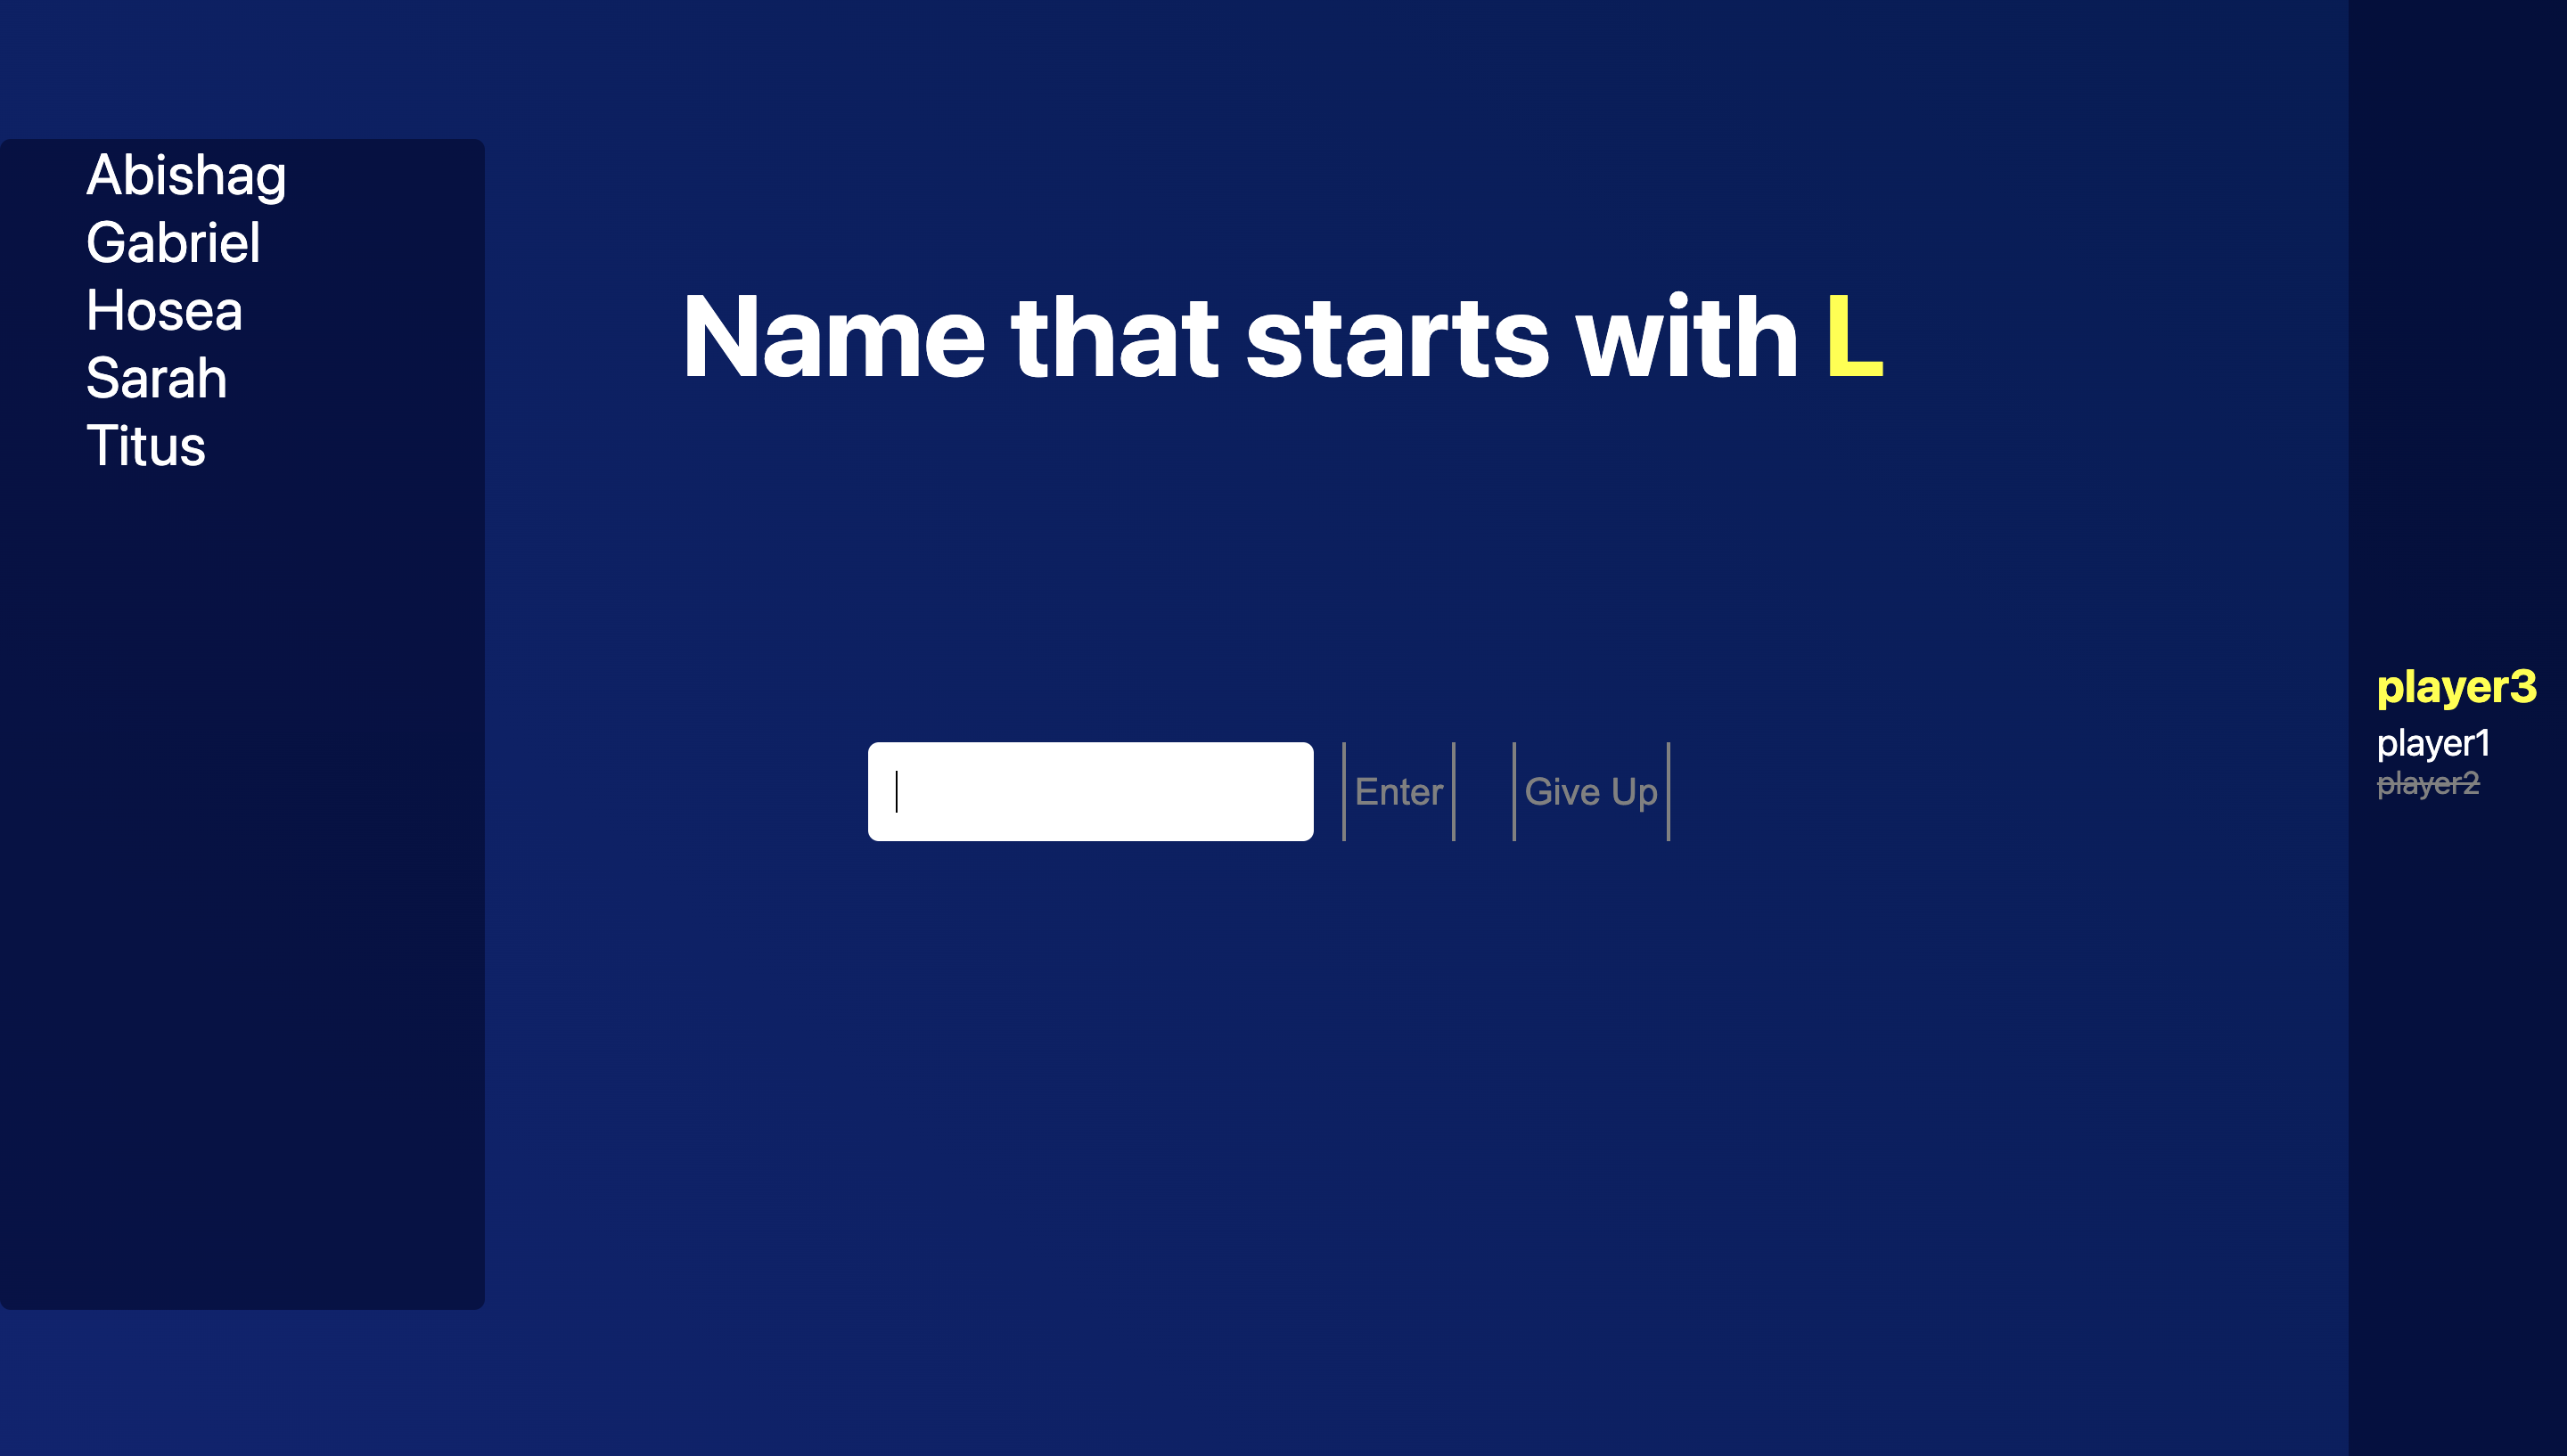 Abishag
Gabriel
Hosea
Sarah
Titus
Name that starts with L
Enter
Give Up
player3
player1
player2